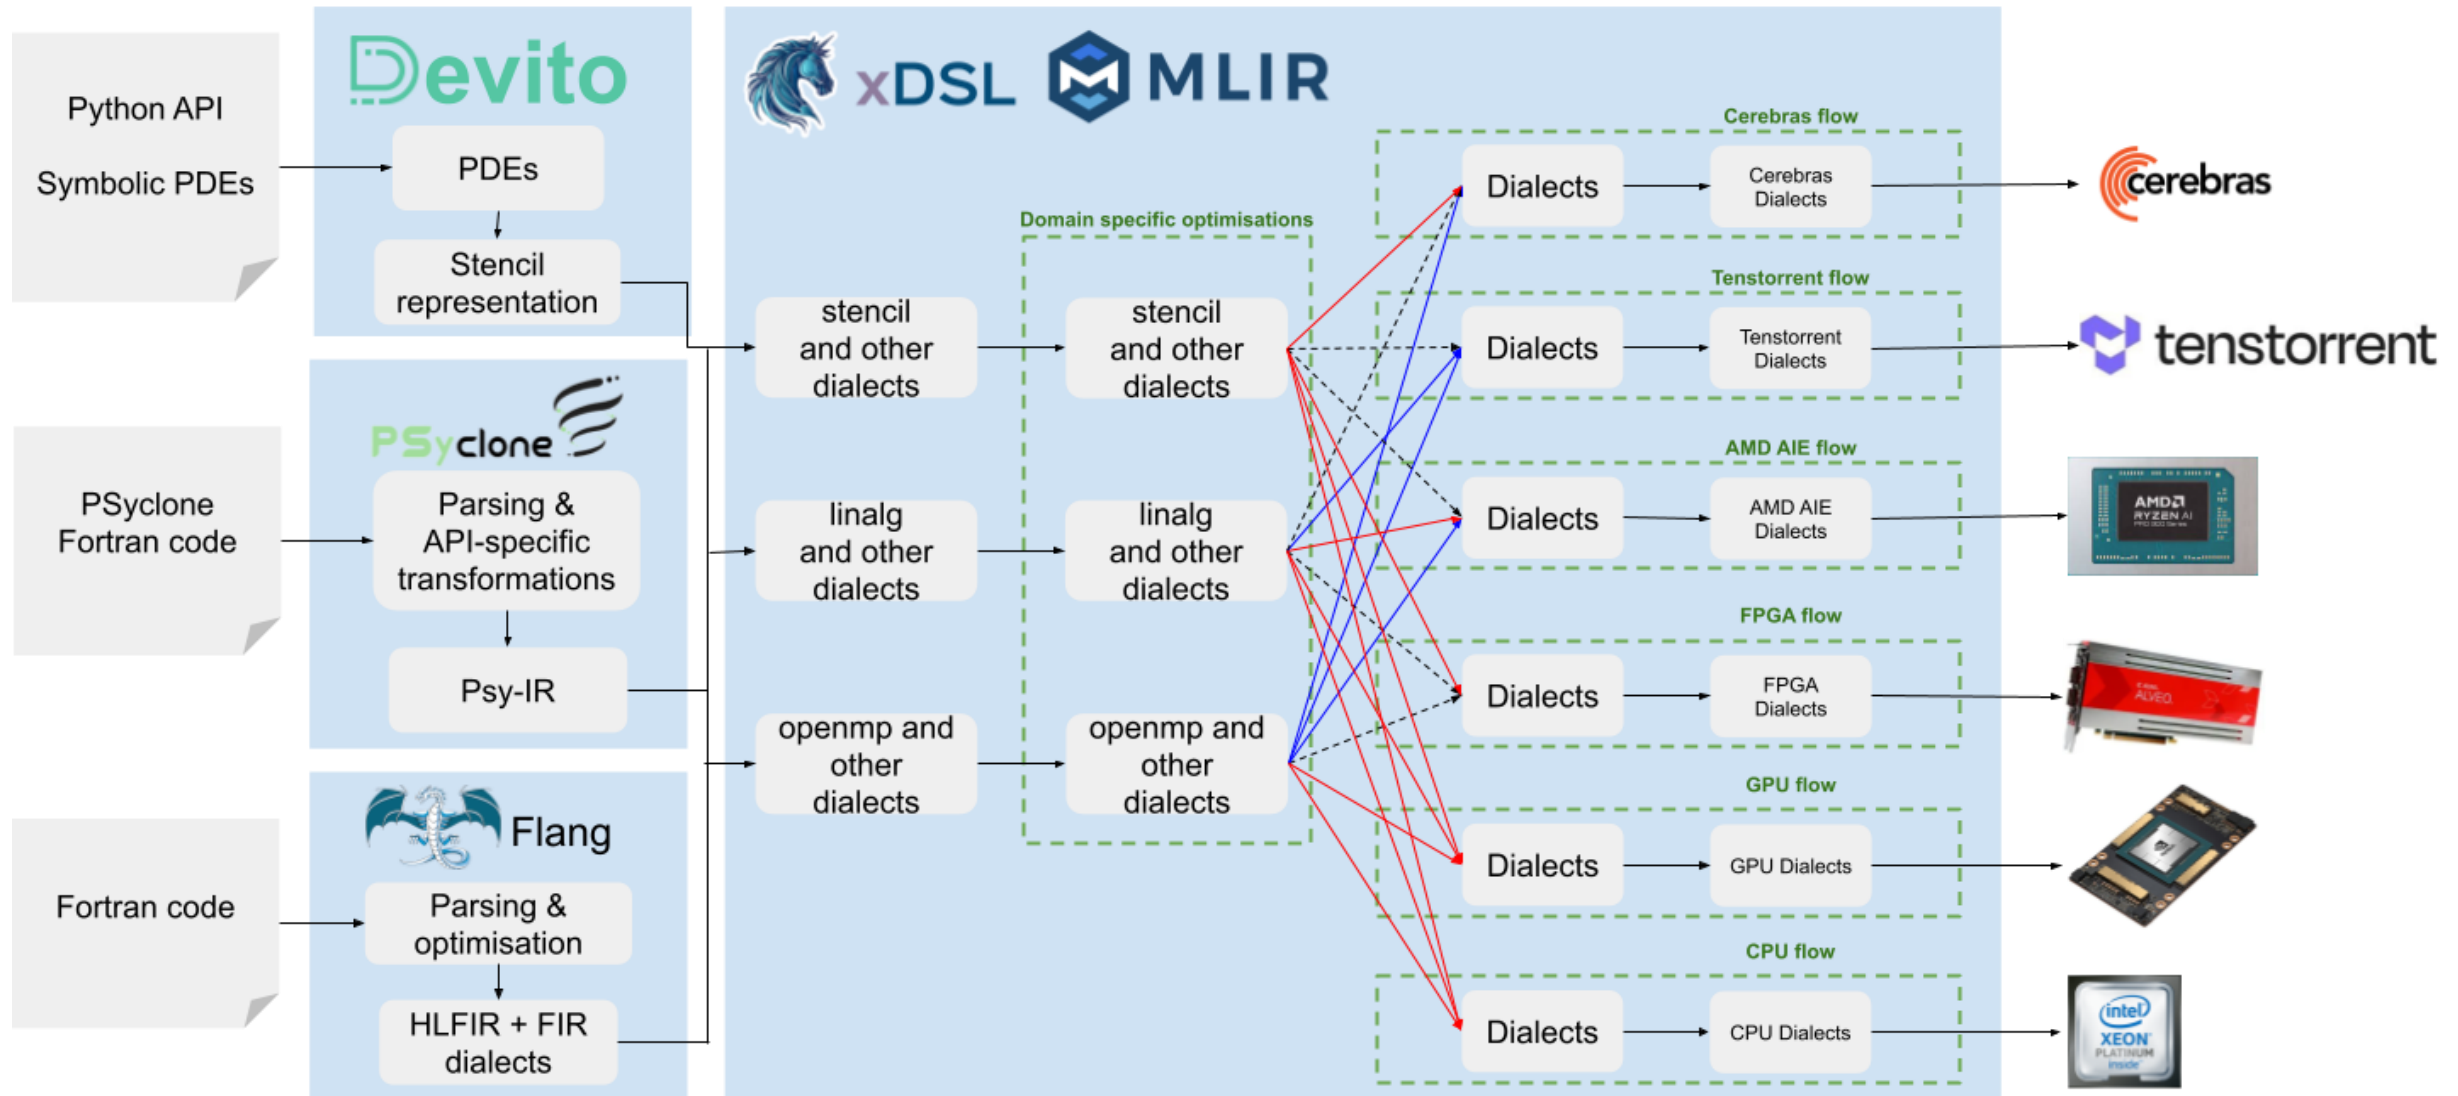 Python API
Symbolic PDEs
Devito
PDEs
Stencil
representation
PSyclone
Fortran code
PSyclone
Parsing &
API-specific
transformations
Psy-IR
Fortran code
Flang
Parsing &
optimisation
HLFIR + FIR
dialects
xDSL
MLIR
stencil
and other
dialects
linalg
and other
dialects
openmp and
other
dialects
Domain specific optimisations
stencil
and other
dialects
linalg
and other
dialects
openmp and
other
dialects
Cerebras flow
Dialects
Cerebras
Dialects
cerebras
Tenstorrent flow
Dialects
Tenstorrent
Dialects
tenstorrent
AMD AIE flow
Dialects
AMD AIE
Dialects
AMD
RYZEN AI
PRO 300 Series
FPGA flow
Dialects
FPGA
Dialects
ALVEO
GPU flow
Dialects
GPU Dialects
CPU flow
Dialects
CPU Dialects
intel
XEON
PLATINUM
inside